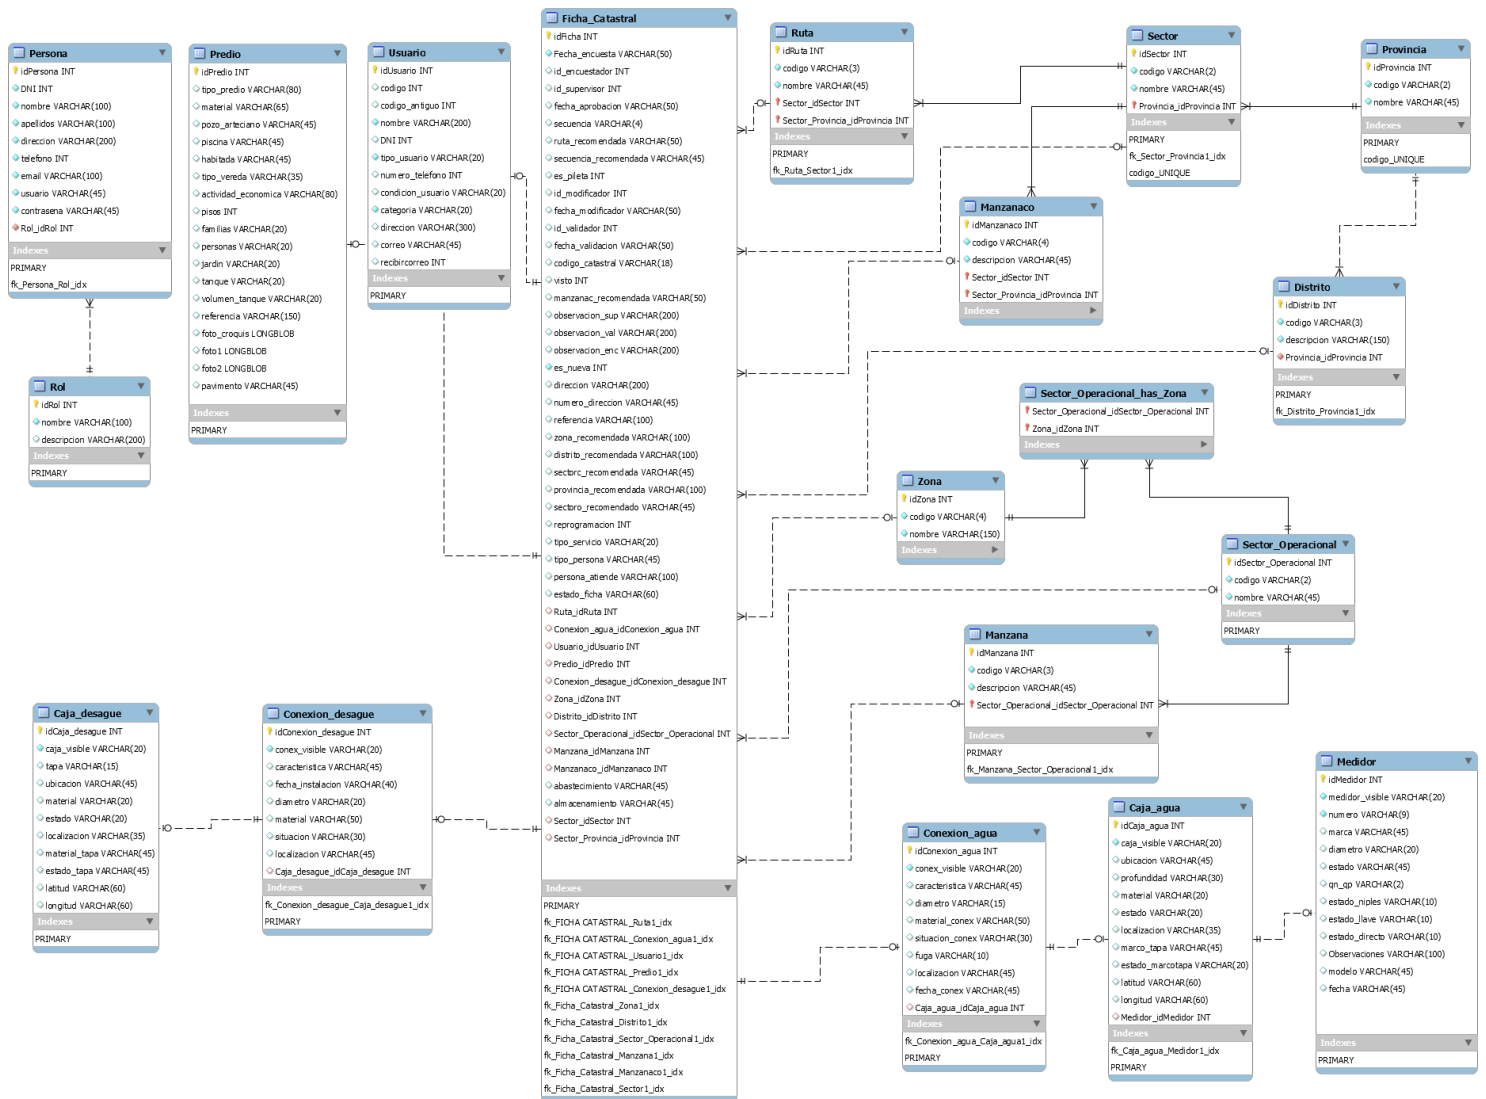 Persona
idPersona INT
DNI INT
nombre VARCHAR(100)
apellidos VARCHAR(100)
direccion VARCHAR(200)
telefono INT
email VARCHAR(100)
usuario VARCHAR(45)
contrasena VARCHAR(45)
Rol_idRol INT
Indexes
PRIMARY
fk_Persona_Rol_idx
Rol
idRol INT
nombre VARCHAR(100)
descripcion VARCHAR(200)
Indexes
PRIMARY
Predio
idPredio INT
tipo_predio VARCHAR(80)
material VARCHAR(65)
pozo_arteciano VARCHAR(45)
piscina VARCHAR(45)
habitada VARCHAR(45)
tipo_vereda VARCHAR(35)
actividad_economica VARCHAR(80)
pisos INT
familias VARCHAR(20)
personas VARCHAR(20)
jardin VARCHAR(20)
tanque VARCHAR(20)
volumen_tanque VARCHAR(20)
referencia VARCHAR(150)
foto_croquis LONGBLOB
foto1 LONGBLOB
foto2 LONGBLOB
pavimento VARCHAR(45)
Indexes
PRIMARY
Usuario
idUsuario INT
codigo INT
codigo_antiguo INT
nombre VARCHAR(200)
DNI INT
tipo_usuario VARCHAR(20)
numero_telefono INT
condicion_usuario VARCHAR(20)
categoria VARCHAR(20)
direccion VARCHAR(300)
correo VARCHAR(45)
recibircorreo INT
Indexes
PRIMARY
Ficha_Catastral
idFicha INT
Fecha_encuesta VARCHAR(50)
id_encuestador INT
id_supervisor INT
fecha_aprobacion VARCHAR(50)
secuencia VARCHAR(4)
ruta_recomendada VARCHAR(50)
secuencia_recomendada VARCHAR(45)
es_pileta INT
id_modificador INT
fecha_modificador VARCHAR(50)
id_validador INT
fecha_validacion VARCHAR(50)
codigo_catastral VARCHAR(18)
visto INT
manzanac_recomendada VARCHAR(50)
observacion_sup VARCHAR(200)
observacion_val VARCHAR(200)
observacion_enc VARCHAR(200)
es_nueva INT
direccion VARCHAR(200)
numero_direccion VARCHAR(45)
referencia VARCHAR(100)
zona_recomendada VARCHAR(100)
distrito_recomendada VARCHAR(100)
sectorc_recomendada VARCHAR(45)
provincia_recomendada VARCHAR(100)
sectoro_recomendado VARCHAR(45)
reprogramacion INT
tipo_servicio VARCHAR(20)
tipo_persona VARCHAR(45)
persona_atiende VARCHAR(100)
estado_ficha VARCHAR(60)
Ruta_idRuta INT
Conexion_agua_idConexion_agua INT
Usuario_idUsuario INT
Predio_idPredio INT
Conexion_desague_idConexion_desague INT
Zona_idZona INT
Distrito_idDistrito INT
Sector_Operacional_idSector_Operacional INT
Manzana_idManzana INT
Manzanaco_idManzanaco INT
abastecimiento VARCHAR(45)
almacenamiento VARCHAR(45)
Sector_idSector INT
Sector_Provincia_idProvincia INT
Indexes
PRIMARY
fk_FICHA CATASTRAL_Ruta1_idx
fk_FICHA CATASTRAL_Conexion_agua1_idx
fk_FICHA CATASTRAL_Usuario1_idx
fk_FICHA CATASTRAL_Predio1_idx
fk_FICHA CATASTRAL_Conexion_desague1_idx
fk_Ficha_Catastral_Zona1_idx
fk_Ficha_Catastral_Distrito1_idx
fk_Ficha_Catastral_Sector_Operacional1_idx
fk_Ficha_Catastral_Manzana1_idx
fk_Ficha_Catastral_Manzanaco1_idx
fk_Ficha_Catastral_Sector1_idx
Ruta
idRuta INT
codigo VARCHAR(3)
nombre VARCHAR(45)
Sector_idSector INT
Sector_Provincia_idProvincia INT
Indexes
PRIMARY
fk_Ruta_Sector1_idx
Sector
idSector INT
codigo VARCHAR(2)
nombre VARCHAR(45)
Provincia_idProvincia INT
Indexes
PRIMARY
fk_Sector_Provincia1_idx
codigo_UNIQUE
Provincia
idProvincia INT
codigo VARCHAR(2)
nombre VARCHAR(45)
Indexes
PRIMARY
codigo_UNIQUE
Manzanaco
idManzanaco INT
codigo VARCHAR(4)
descripcion VARCHAR(45)
Sector_idSector INT
Sector_Provincia_idProvincia INT
Indexes
Distrito
idDistrito INT
codigo VARCHAR(3)
descripcion VARCHAR(150)
Provincia_idProvincia INT
Indexes
PRIMARY
fk_Distrito_Provincia1_idx
Sector_Operacional_has_Zona
Sector_Operacional_idSector_Operacional INT
Zona_idZona INT
Indexes
Zona
idZona INT
codigo VARCHAR(4)
nombre VARCHAR(150)
Indexes
Sector_Operacional
idSector_Operacional INT
codigo VARCHAR(2)
nombre VARCHAR(45)
Indexes
PRIMARY
Manzana
idManzana INT
codigo VARCHAR(3)
descripcion VARCHAR(45)
Sector_Operacional_idSector_Operacional INT
Indexes
PRIMARY
fk_Manzana_Sector_Operacional1_idx
Caja_desague
idCaja_desague INT
caja_visible VARCHAR(20)
tapa VARCHAR(15)
ubicacion VARCHAR(45)
material VARCHAR(20)
estado VARCHAR(20)
localizacion VARCHAR(35)
material_tapa VARCHAR(45)
estado_tapa VARCHAR(45)
latitud VARCHAR(60)
longitud VARCHAR(60)
Indexes
PRIMARY
Conexion_desague
idConexion_desague INT
conex_visible VARCHAR(20)
caracteristica VARCHAR(45)
fecha_instalacion VARCHAR(40)
diametro VARCHAR(20)
material VARCHAR(50)
situacion VARCHAR(30)
localizacion VARCHAR(45)
Caja_desague_idCaja_desague INT
Indexes
fk_Conexion_desague_Caja_desague1_idx
PRIMARY
Conexion_agua
idConexion_agua INT
conex_visible VARCHAR(20)
caracteristica VARCHAR(45)
diametro VARCHAR(15)
material_conex VARCHAR(50)
situacion_conex VARCHAR(30)
fuga VARCHAR(10)
localizacion VARCHAR(45)
fecha_conex VARCHAR(45)
Caja_agua_idCaja_agua INT
Indexes
fk_Conexion_agua_Caja_agua1_idx
PRIMARY
Caja_agua
idCaja_agua INT
caja_visible VARCHAR(20)
ubicacion VARCHAR(45)
profundidad VARCHAR(30)
material VARCHAR(20)
estado VARCHAR(20)
localizacion VARCHAR(35)
marco_tapa VARCHAR(45)
estado_marcotapa VARCHAR(20)
latitud VARCHAR(60)
longitud VARCHAR(60)
Medidor_idMedidor INT
Indexes
fk_Caja_agua_Medidor1_idx
PRIMARY
Medidor
idMedidor INT
medidor_visible VARCHAR(20)
numero VARCHAR(9)
marca VARCHAR(45)
diametro VARCHAR(20)
estado VARCHAR(45)
qn_qp VARCHAR(2)
estado_niples VARCHAR(10)
estado_llave VARCHAR(10)
estado_directo VARCHAR(10)
Observaciones VARCHAR(100)
modelo VARCHAR(45)
fecha VARCHAR(45)
Indexes
PRIMARY